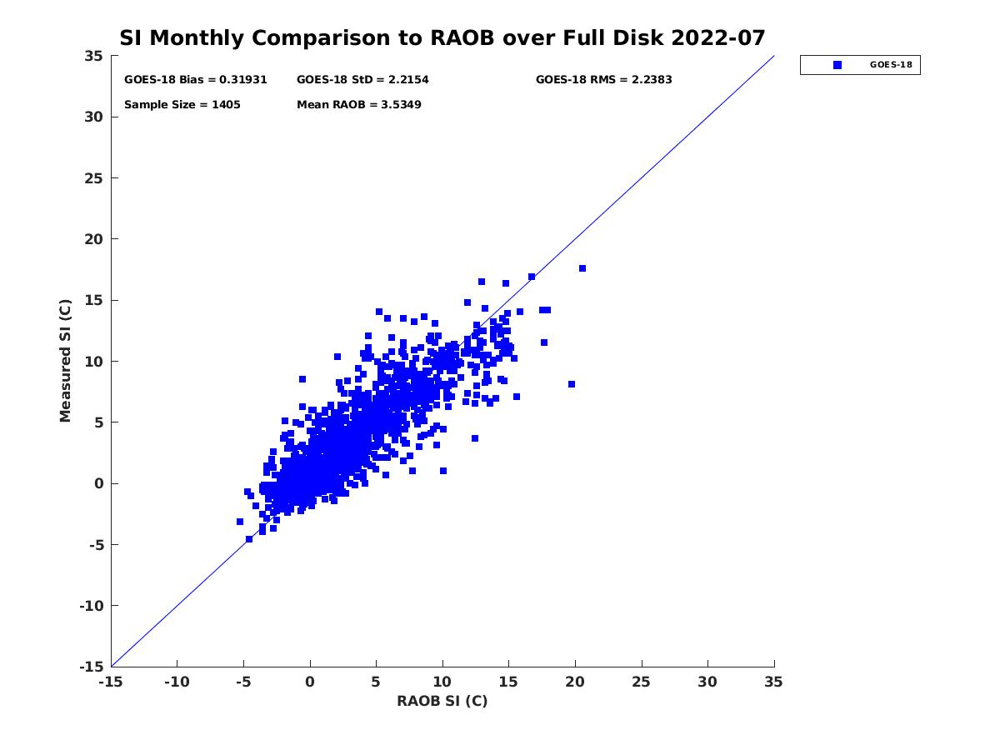 SI Monthly Comparison to RAOB over Full Disk 2022-07
GOES-18
GOES-18 Bias = 0.31931 GOES-18 StD = 2.2154 GOES-18 RMS = 2.2383
Sample Size = 1405 Mean RAOB = 3.5349
35
30
25
20
15
10
5
0
-5
-10
-15
Measured SI (C)
-15 -10 -5 0 5 10 15 20 25 30 35
RAOB SI (C)